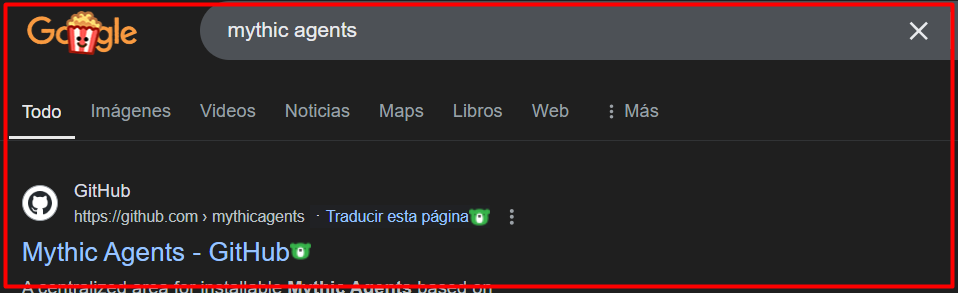 Google
mythic agents
Todo Imágenes Videos Noticias Maps Libros Web Más
GitHub
https://github.com › mythicagents · Traducir esta página
Mythic Agents - GitHub
A centralized area for installable Mythic Agents based on